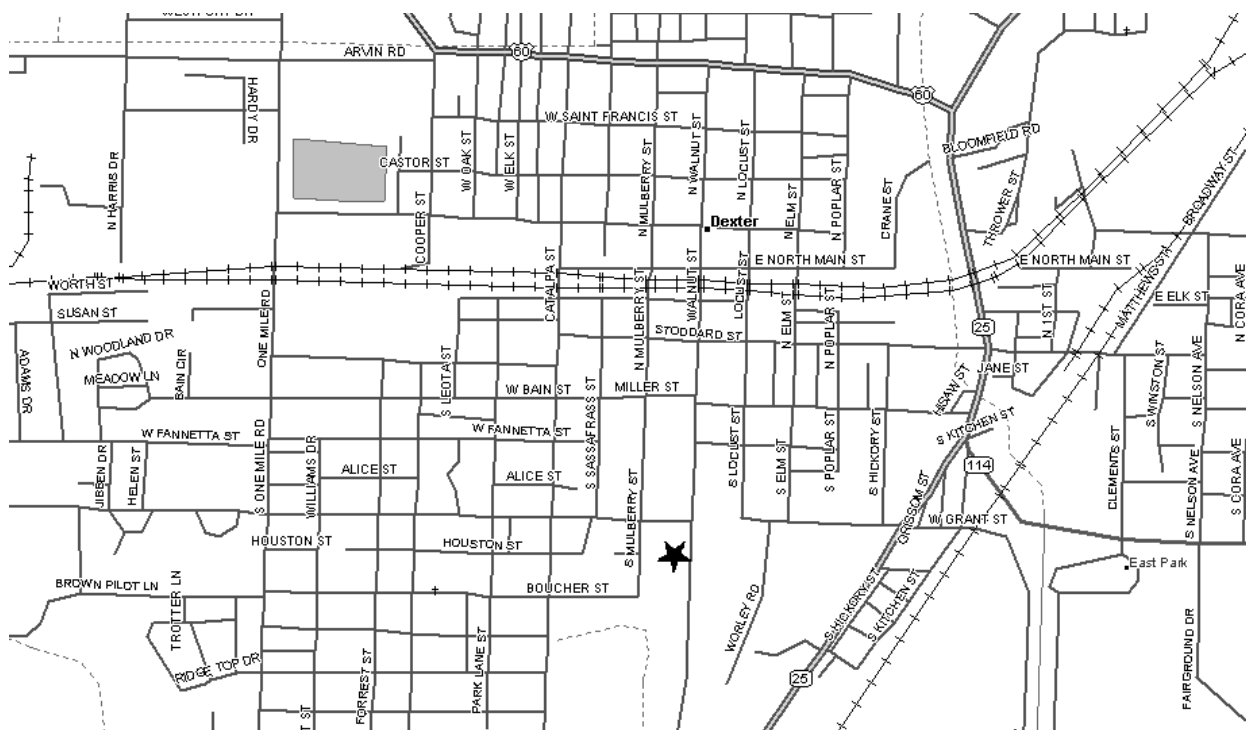 WESTPORT DR
ARVIN RD
60
60
HARDY DR
W SAINT FRANCIS ST
BLOOMFIELD RD
N HARRIS DR
CASTOR ST
W OAK ST
W ELK ST
N MULBERRY ST
N WALNUT ST
N LOCUST ST
N ELM ST
N POPLAR ST
CRANE ST
THROWER ST
BROADWAY ST
COOPER ST
Dexter
E NORTH MAIN ST
E NORTH MAIN ST
WORTH ST
CATALPA ST
WALNUT ST
LOCUST ST
MATTHEWS ST
E ELK ST
N CORA AVE
SUSAN ST
ONE MILE RD
N MULBERRY ST
STODDARD ST
N ELM ST
N POPLAR ST
25
N 1ST ST
N WOODLAND DR
ADAMS DR
MEADOW LN
BAIN CIR
S LEOTA ST
W BAIN ST
MILLER ST
JANE ST
HISAW ST
S WINSTON ST
S NELSON AVE
W FANNETTA ST
W FANNETTA ST
S SASSAFRASS ST
S KITCHEN ST
JIBBEN DR
HELEN ST
S ONE MILE RD
WILLIAMS DR
ALICE ST
ALICE ST
S MULBERRY ST
S LOCUST ST
S ELM ST
S POPLAR ST
S HICKORY ST
114
CLEMENTS ST
S NELSON AVE
S CORA AVE
GRISSOM ST
W GRANT ST
HOUSTON ST
HOUSTON ST
East Park
BROWN PILOT LN
TROTTER LN
BOUCHER ST
WORLEY RD
S HICKORY ST
S KITCHEN ST
RIDGE TOP DR
FORREST ST
PARK LANE ST
25
FAIRGROUND DR
T ST